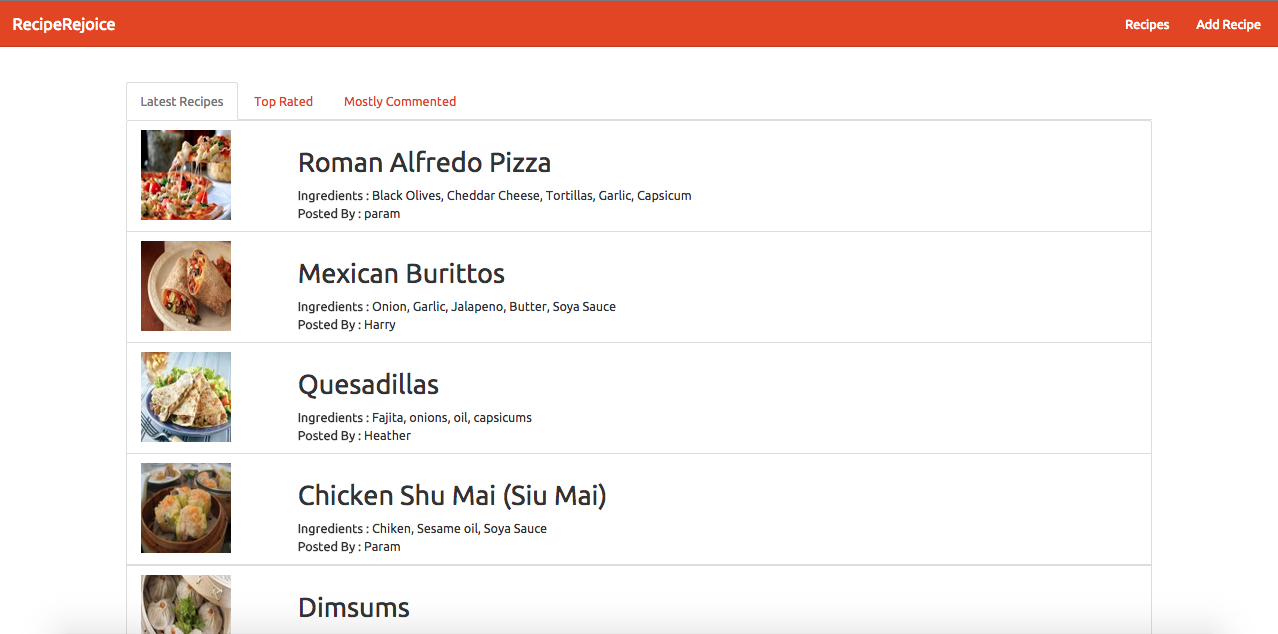 RecipeRejoice Recipes Add Recipe
Latest Recipes Top Rated Mostly Commented
Roman Alfredo Pizza
Ingredients : Black Olives, Cheddar Cheese, Tortillas, Garlic, Capsicum
Posted By : param
Mexican Burittos
Ingredients : Onion, Garlic, Jalapeno, Butter, Soya Sauce
Posted By : Harry
Quesadillas
Ingredients : Fajita, onions, oil, capsicums
Posted By : Heather
Chicken Shu Mai (Siu Mai)
Ingredients : Chiken, Sesame oil, Soya Sauce
Posted By : Param
Dimsums